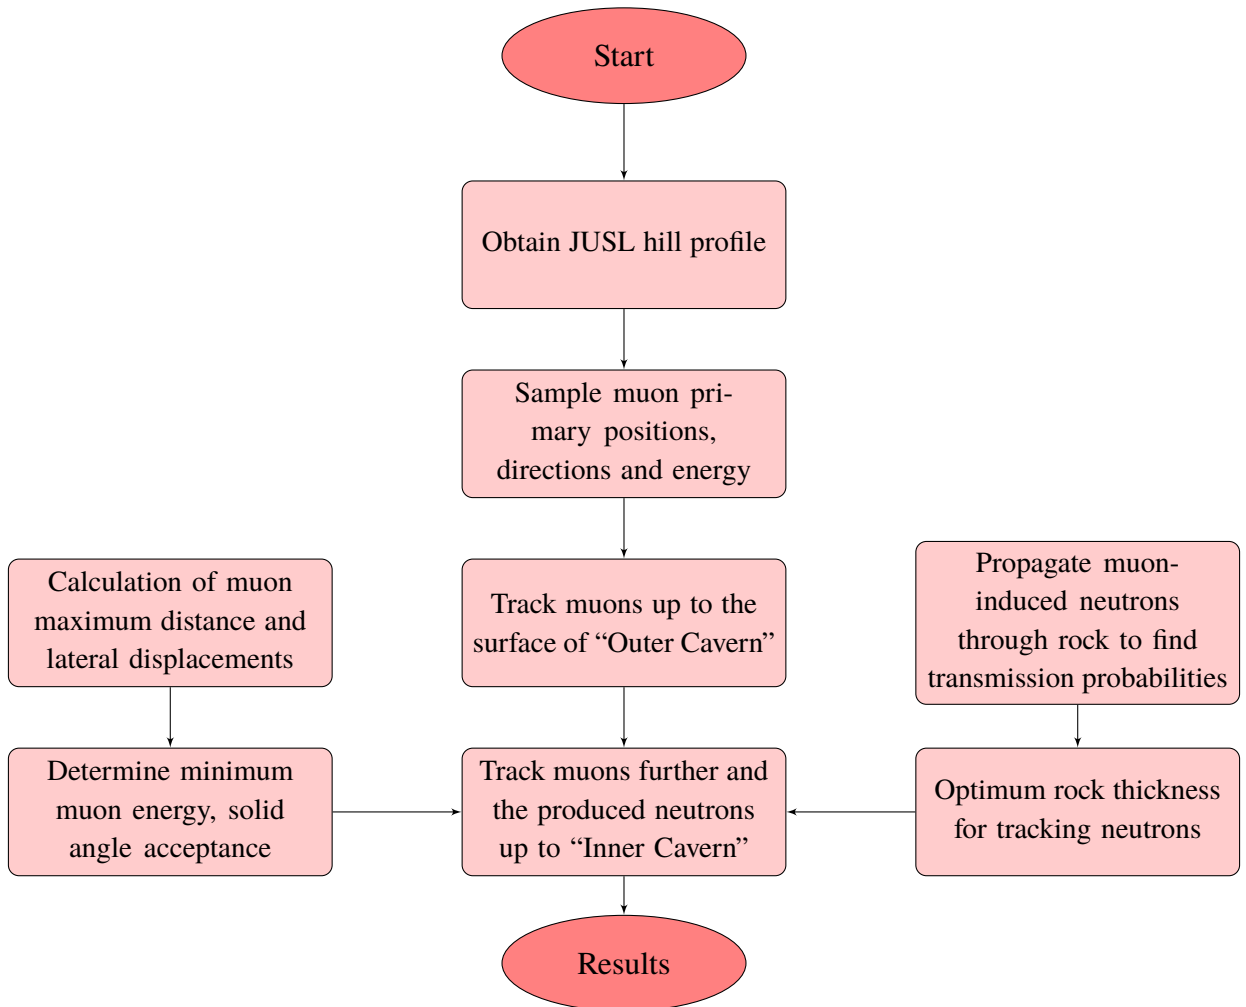 Start
Obtain JUSL hill profile
Sample muon pri-
mary positions,
directions and energy
Calculation of muon
maximum distance and
lateral displacements
Track muons up to the
surface of “Outer Cavern”
Propagate muon-
induced neutrons
through rock to find
transmission probabilities
Determine minimum
muon energy, solid
angle acceptance
Track muons further and
the produced neutrons
up to “Inner Cavern”
Optimum rock thickness
for tracking neutrons
Results